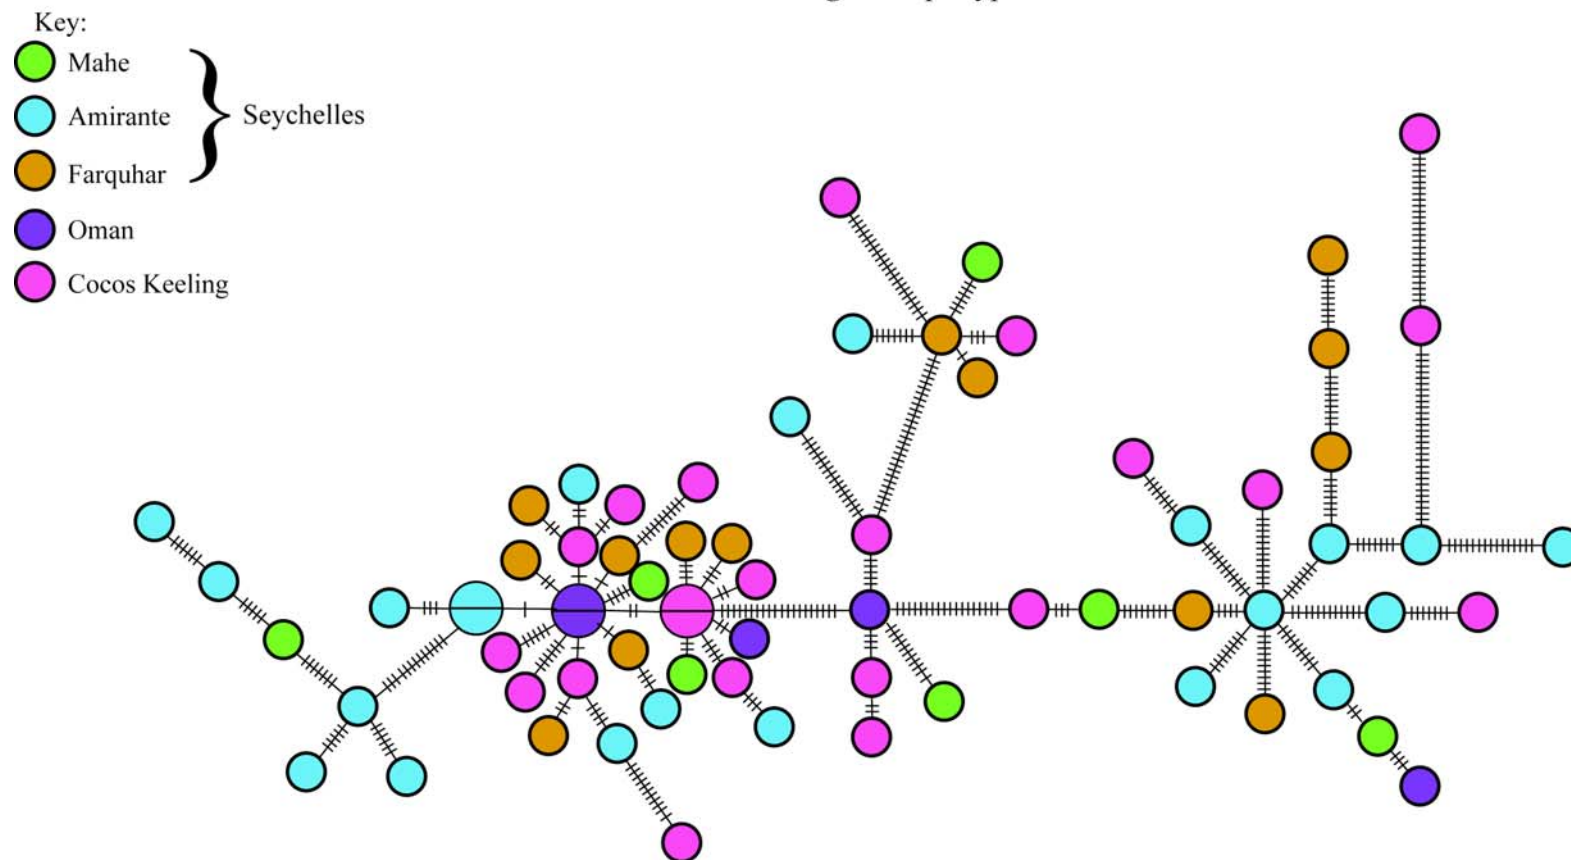 Key:
Mahe
Amirante
Seychelles
Farquhar
Oman
Cocos Keeling